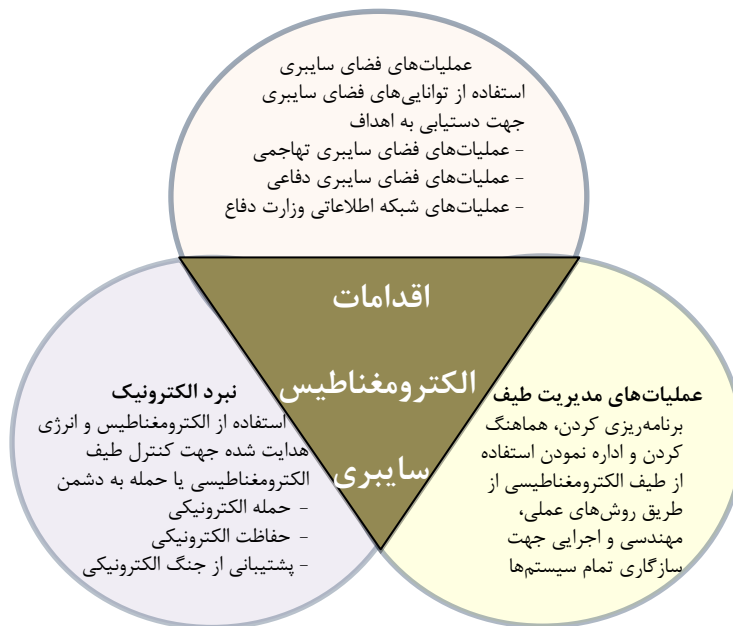 عملیات‌های فضای سایبری
استفاده از توانایی‌های فضای سایبری
جهت دستیابی به اهداف
- عملیات‌های فضای سایبری تهاجمی
- عملیات‌های فضای سایبری دفاعی
- عملیات‌های شبکه اطلاعاتی وزارت دفاع
اقدامات
الکترومغناطیس
سایبری
عملیات‌های مدیریت طیف
برنامه‌ریزی کردن، هماهنگ
کردن و اداره نمودن استفاده
از طیف الکترومغناطیسی از
طریق روش‌های عملی،
مهندسی و اجرایی جهت
سازگاری تمام سیستم‌ها
نبرد الکترونیک
استفاده از الکترومغناطیس و انرژی
هدایت شده جهت کنترل طیف
الکترومغناطیسی یا حمله به دشمن
- حمله الکترونیکی
- حفاظت الکترونیکی
- پشتیبانی از جنگ الکترونیکی